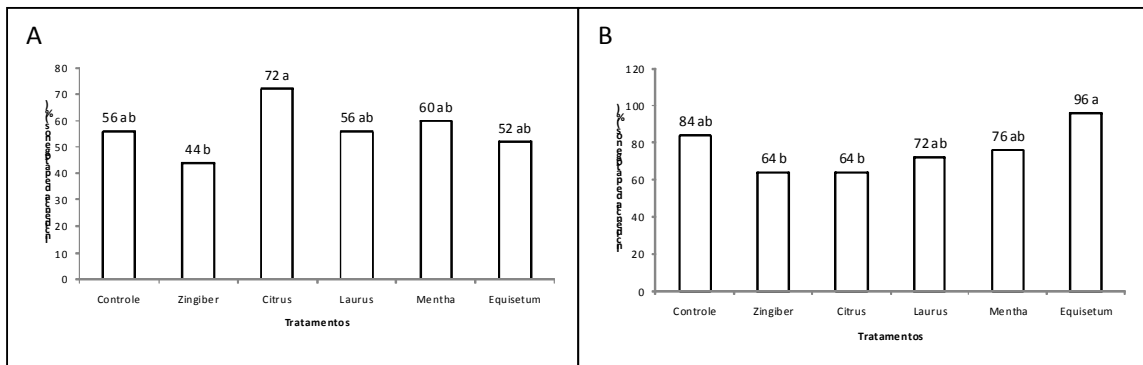 A
80
70
60
50
40
30
20
10
0
56 ab
44 b
72 a
56 ab
60 ab
52 ab
Controle
Zingiber
Citrus
Laurus
Mentha
Equisetum
Tratamentos
B
120
100
80
60
40
20
0
84 ab
64 b
64 b
72 ab
76 ab
96 a
Controle
Zingiber
Citrus
Laurus
Mentha
Equisetum
Tratamentos